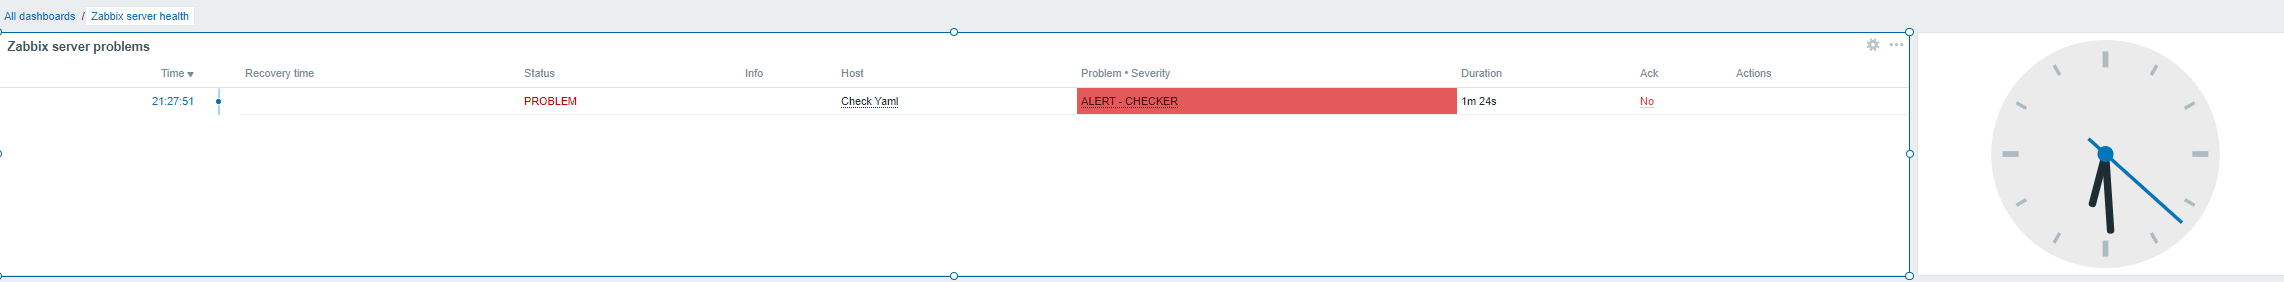 All dashboards / Zabbix server health
Zabbix server problems
Time ▼ Recovery time Status Info Host Problem • Severity Duration Ack Actions
21:27:51 PROBLEM Check Yaml ALERT - CHECKER 1m 24s No